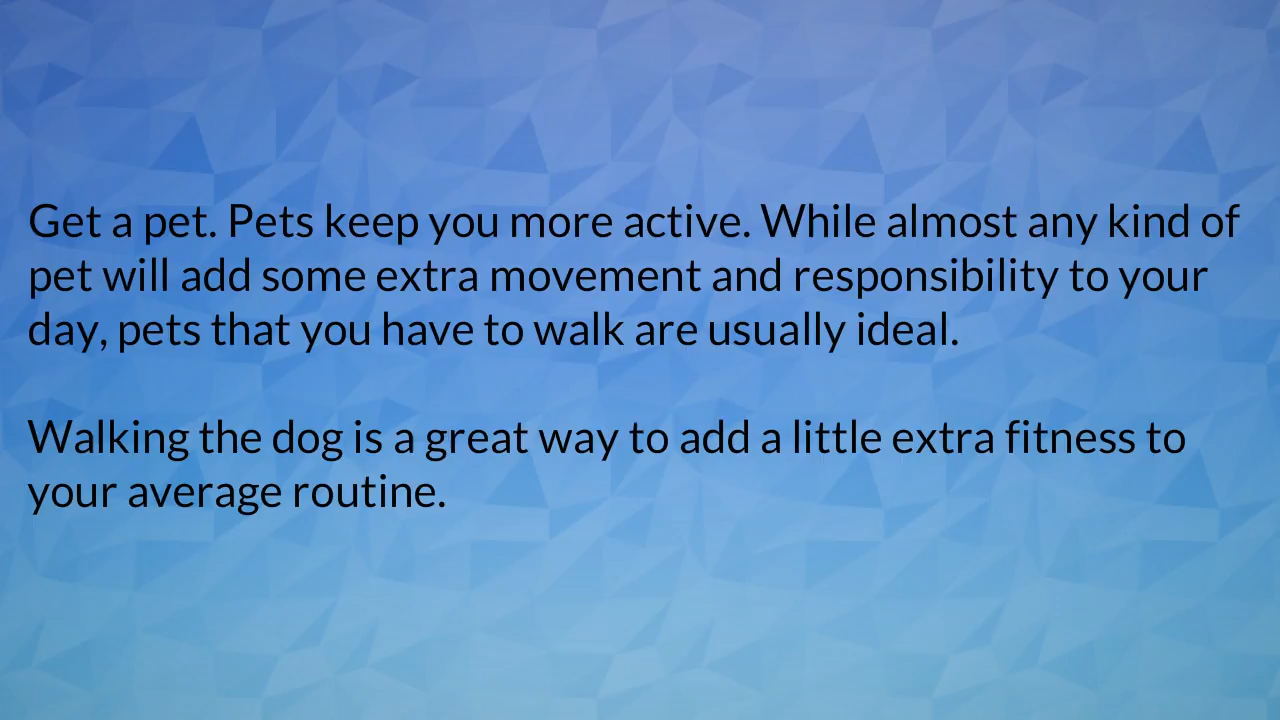 Get a pet. Pets keep you more active. While almost any kind of
pet will add some extra movement and responsibility to your
day, pets that you have to walk are usually ideal.
Walking the dog is a great way to add a little extra fitness to
your average routine.